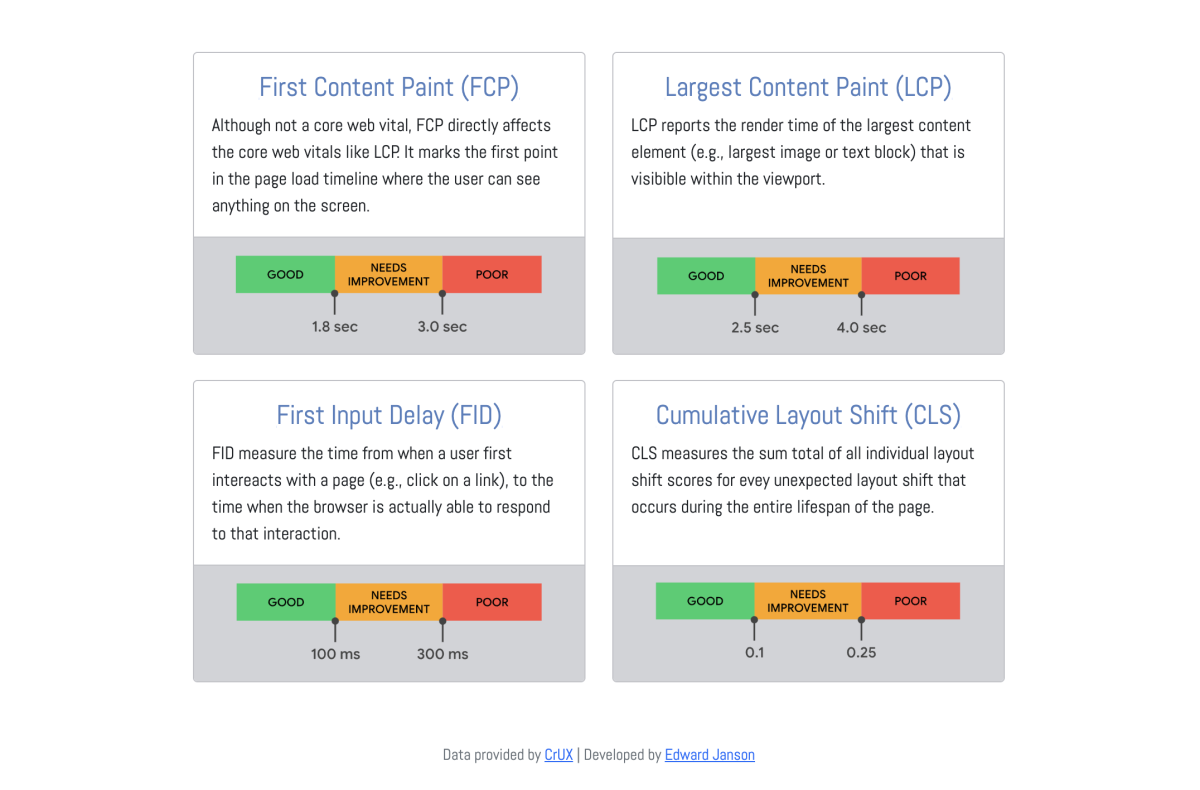 First Content Paint (FCP)
Although not a core web vital, FCP directly affects
the core web vitals like LCP. It marks the first point
in the page load timeline where the user can see
anything on the screen.
GOOD
NEEDS
IMPROVEMENT
POOR
1.8 sec
3.0 sec
Largest Content Paint (LCP)
LCP reports the render time of the largest content
element (e.g., largest image or text block) that is
visibible within the viewport.
GOOD
NEEDS
IMPROVEMENT
POOR
2.5 sec
4.0 sec
First Input Delay (FID)
FID measure the time from when a user first
intereacts with a page (e.g., click on a link), to the
time when the browser is actually able to respond
to that interaction.
GOOD
NEEDS
IMPROVEMENT
POOR
100 ms
300 ms
Cumulative Layout Shift (CLS)
CLS measures the sum total of all individual layout
shift scores for evey unexpected layout shift that
occurs during the entire lifespan of the page.
GOOD
NEEDS
IMPROVEMENT
POOR
0.1
0.25
Data provided by CrUX | Developed by Edward Janson